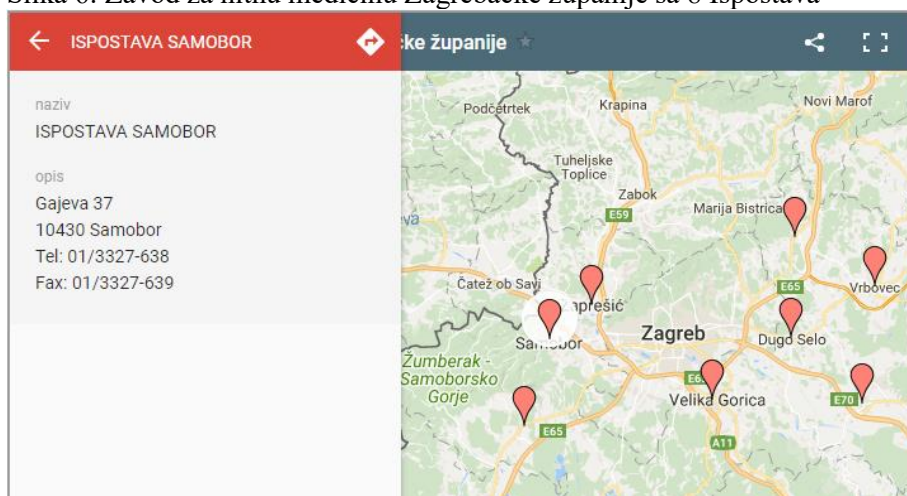 ISPOSTAVA SAMOBOR
ke županije
naziv
ISPOSTAVA SAMOBOR
opis
Gajeva 37
10430 Samobor
Tel: 01/3327-638
Fax: 01/3327-639
Podčetrtek
Krapina
Novi Marof
Tuheljske
Toplice
Zabok
E59
Marija Bistrica
Čatež ob Savi
E65
Vrbovec
Zagreb
Dugo Selo
Žumberak -
Samoborsko
Gorje
Velika Gorica
E70
E65
A11